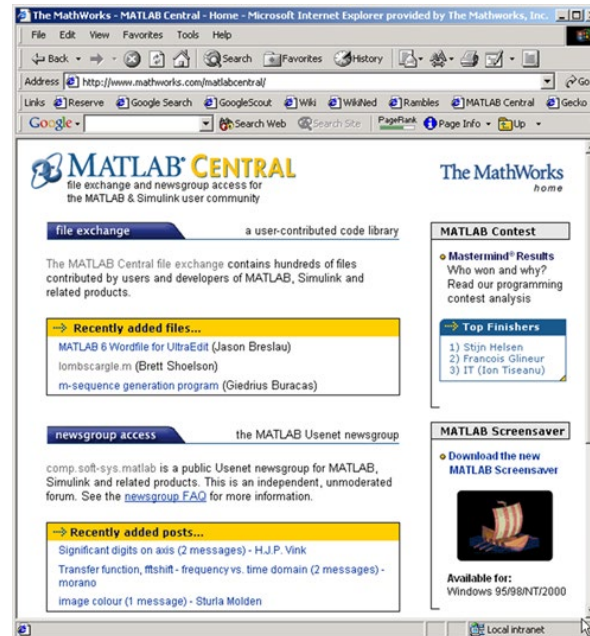 The MathWorks - MATLAB Central - Home - Microsoft Internet Explorer provided by The Mathworks, Inc.
File Edit View Favorites Tools Help
Back Search Favorites History
Address http://www.mathworks.com/matlabcentral/ Go
Links Reserve Google Search GoogleScout Wiki WikiNed Rambles MATLAB Central Gecko
Google Search Web Search Site PageRank Page Info Up
MATLAB CENTRAL
file exchange and newsgroup access for
the MATLAB & Simulink user community
The MathWorks
home
file exchange a user-contributed code library
The MATLAB Central file exchange contains hundreds of files
contributed by users and developers of MATLAB, Simulink and
related products.
Recently added files...
MATLAB 6 Wordfile for UltraEdit (Jason Breslau)
lombscargle.m (Brett Shoelson)
m-sequence generation program (Giedrius Buracas)
newsgroup access the MATLAB Usenet newsgroup
comp.soft-sys.matlab is a public Usenet newsgroup for MATLAB,
Simulink and related products. This is an independent, unmoderated
forum. See the newsgroup FAQ for more information.
Recently added posts...
Significant digits on axis (2 messages) - H.J.P. Vink
Transfer function, fftshift - frequency vs. time domain (2 messages) -
morano
image colour (1 message) - Sturla Molden
MATLAB Contest
Mastermind® Results
Who won and why?
Read our programming
contest analysis
Top Finishers
1) Stijn Helsen
2) Francois Glineur
3) IT (Ion Tiseanu)
MATLAB Screensaver
Download the new
MATLAB Screensaver
Available for:
Windows 95/98/NT/2000
Local intranet